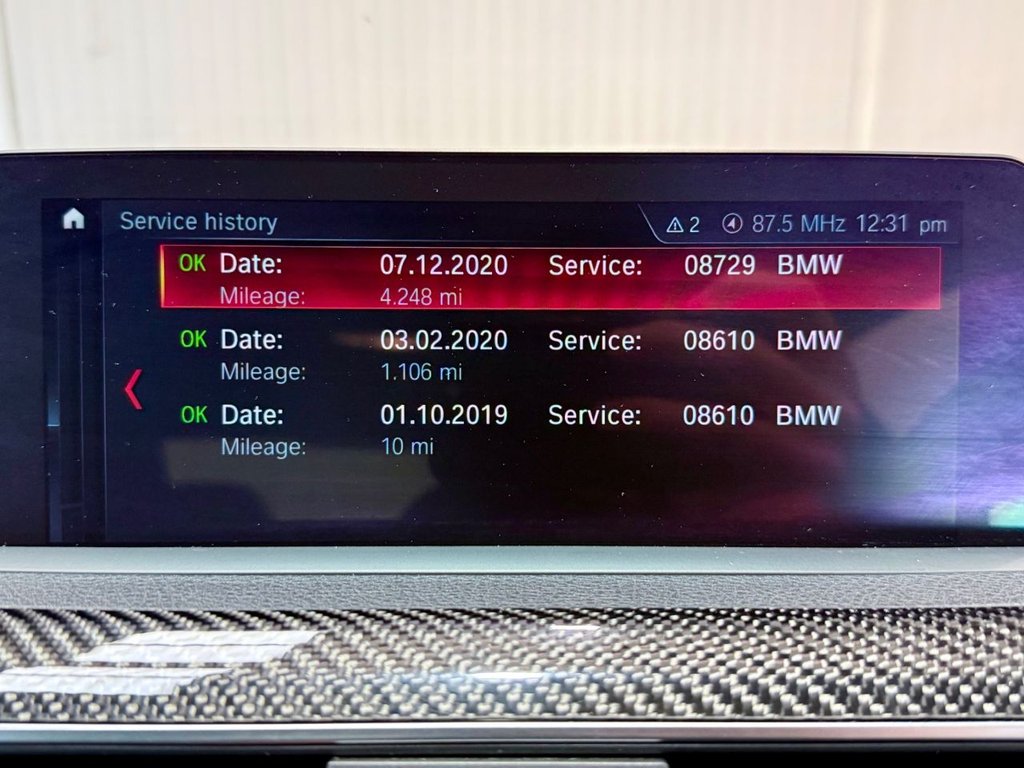 Service history ⚠ 2 87.5 MHz 12:31 pm
OK Date: 07.12.2020 Service: 08729 BMW
Mileage: 4.248 mi
OK Date: 03.02.2020 Service: 08610 BMW
Mileage: 1.106 mi
OK Date: 01.10.2019 Service: 08610 BMW
Mileage: 10 mi